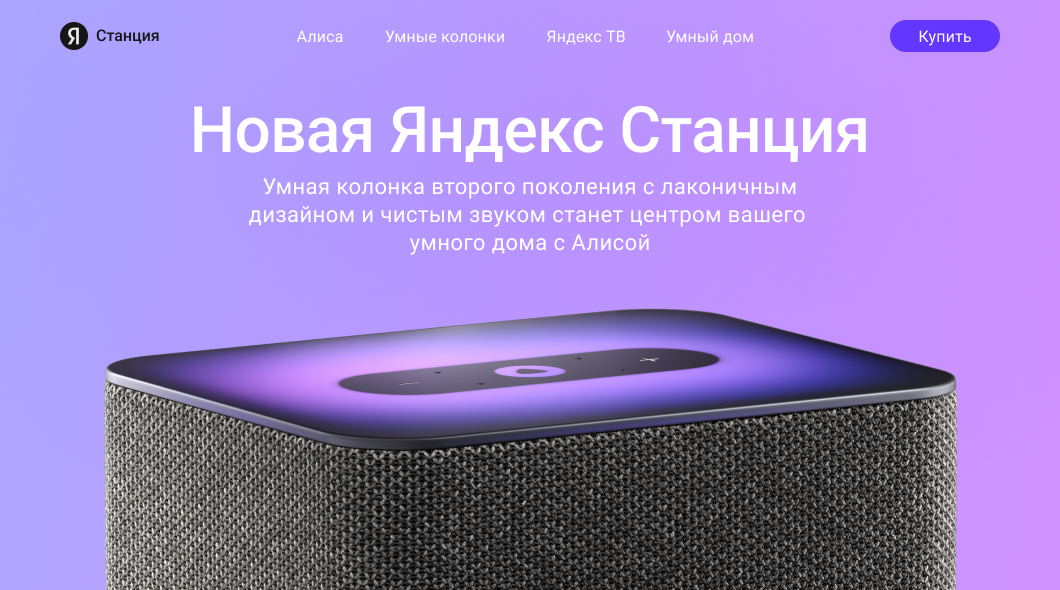 Я Станция
Алиса
Умные колонки
Яндекс ТВ
Умный дом
Купить
Новая Яндекс Станция
Умная колонка второго поколения с лаконичным
дизайном и чистым звуком станет центром вашего
умного дома с Алисой